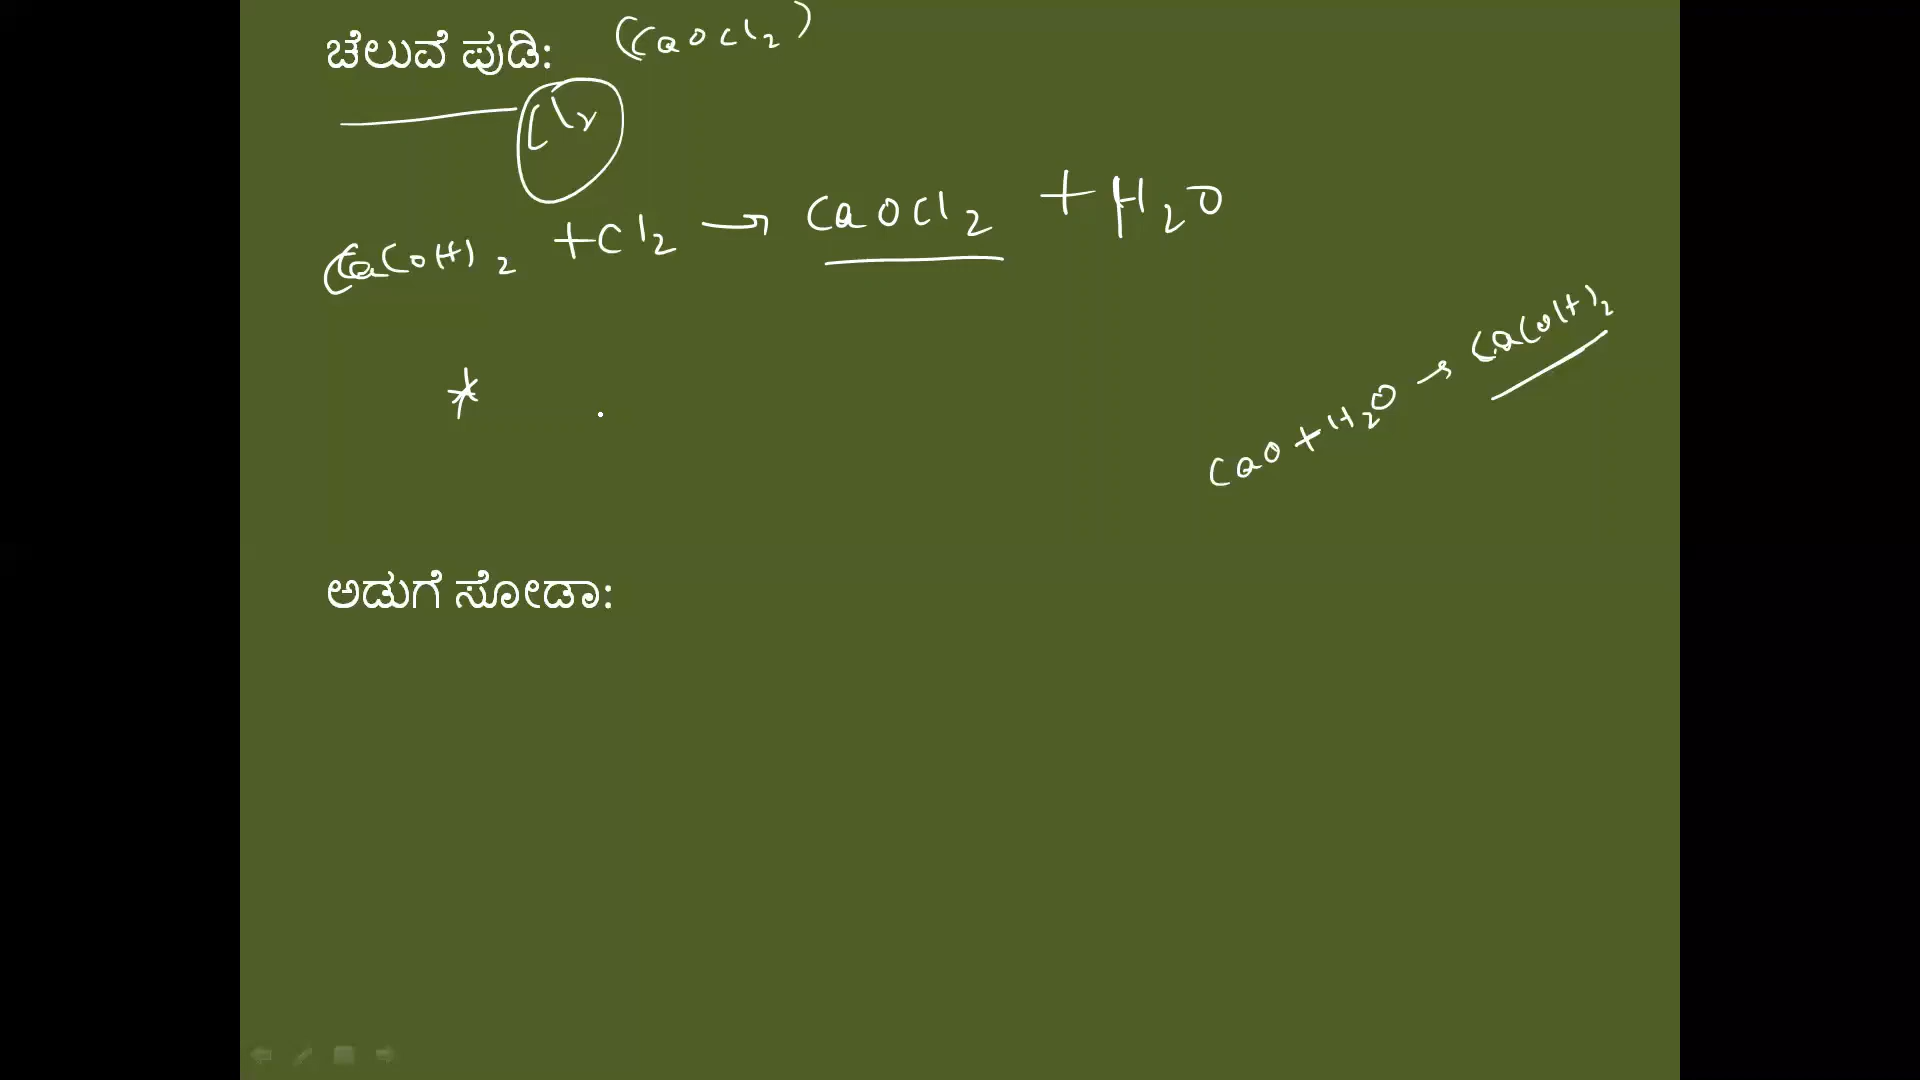 ಚೆಲುವೆ ಪುಡಿ: (CaOCl₂)
Cl₂
Ca(OH)₂ + Cl₂ → CaOCl₂ + H₂O
*
CaO + H₂O → Ca(OH)₂
ಅಡುಗೆ ಸೋಡಾ: